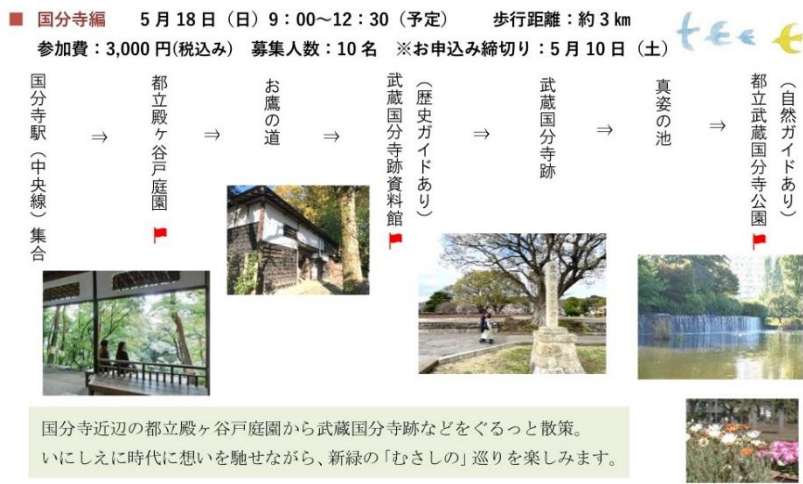 ■ 国分寺編　5月18日（日）9：00～12：30（予定）　歩行距離：約3㎞
参加費：3,000円(税込み)　募集人数：10名　※お申込み締切り：5月10日（土）
国分寺駅（中央線）集合
⇒
都立殿ヶ谷戸庭園
⇒
お鷹の道
⇒
武蔵国分寺跡資料館
（歴史ガイドあり）
⇒
武蔵国分寺跡
⇒
真姿の池
⇒
都立武蔵国分寺公園
（自然ガイドあり）
国分寺近辺の都立殿ヶ谷戸庭園から武蔵国分寺跡などをぐるっと散策。
いにしえに時代に想いを馳せながら、新緑の「むさしの」巡りを楽しみます。